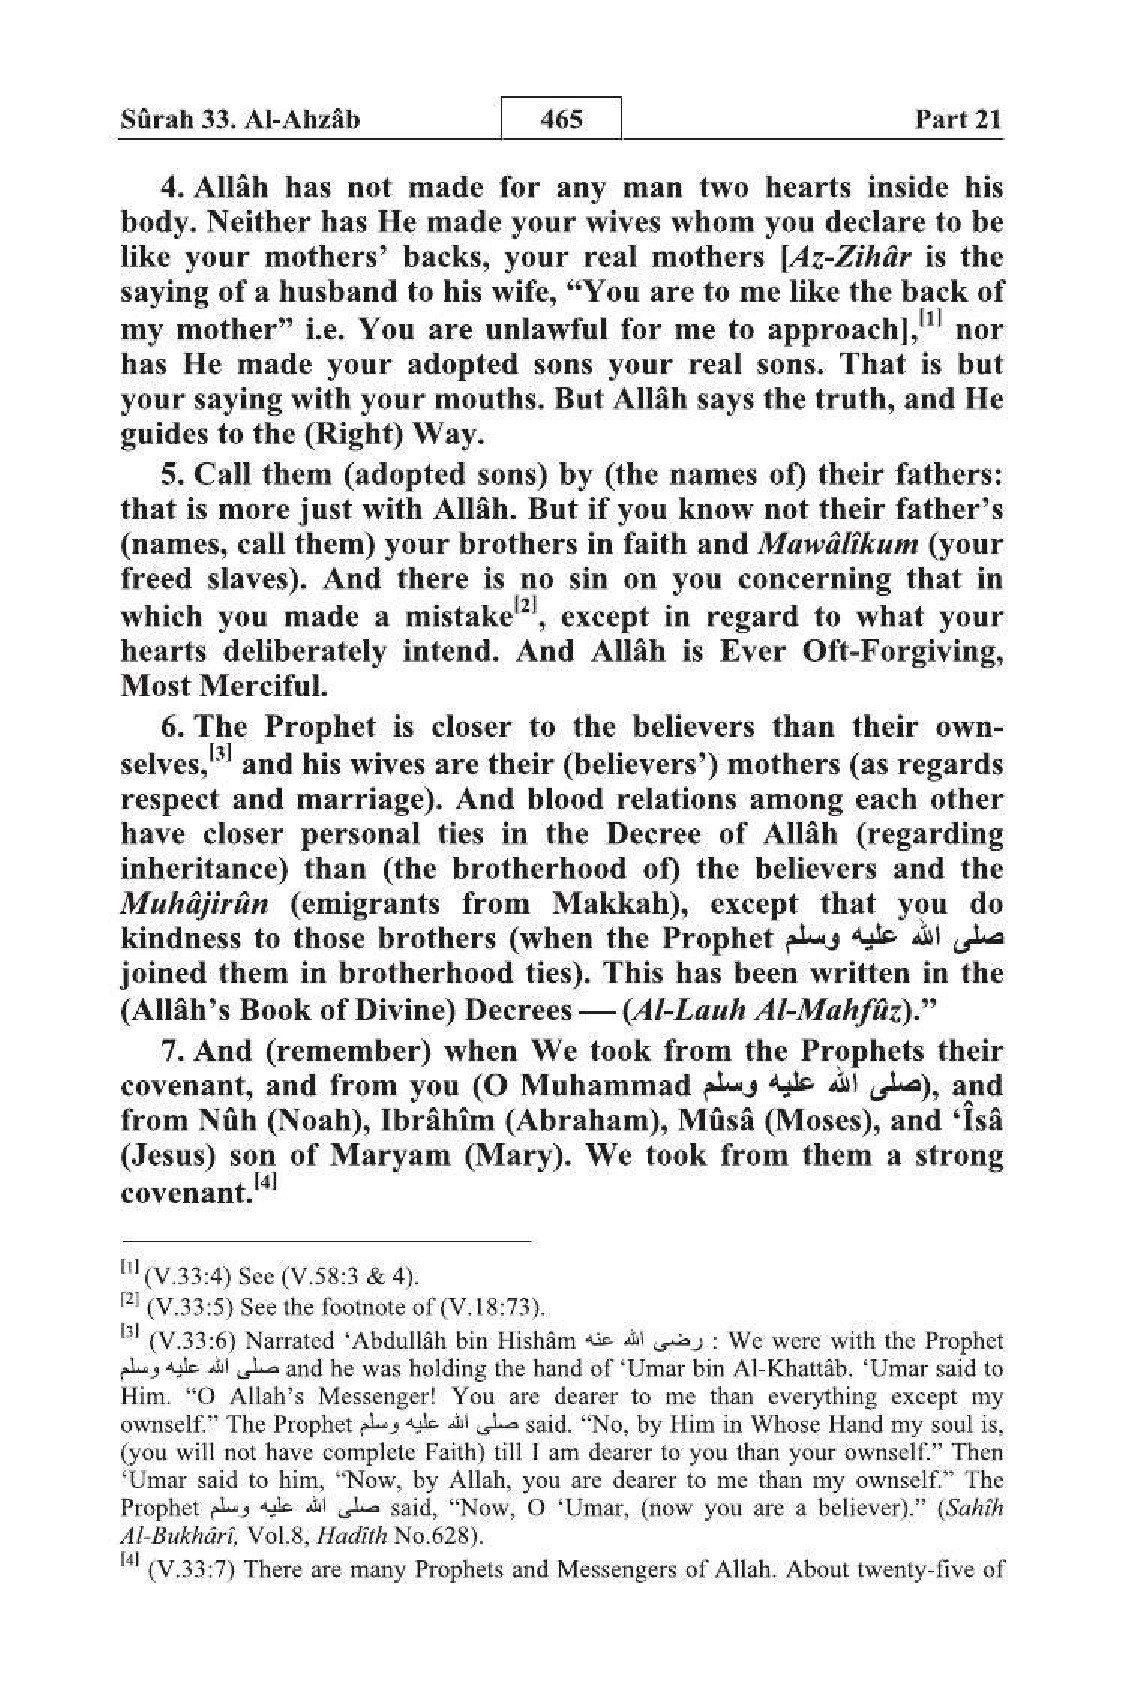 Sûrah 33. Al-Ahzâb 465 Part 21
4. Allâh has not made for any man two hearts inside his
body. Neither has He made your wives whom you declare to be
like your mothers’ backs, your real mothers [Az-Zihâr is the
saying of a husband to his wife, “You are to me like the back of
my mother” i.e. You are unlawful for me to approach],[1] nor
has He made your adopted sons your real sons. That is but
your saying with your mouths. But Allâh says the truth, and He
guides to the (Right) Way.
5. Call them (adopted sons) by (the names of) their fathers:
that is more just with Allâh. But if you know not their father’s
(names, call them) your brothers in faith and Mawâlîkum (your
freed slaves). And there is no sin on you concerning that in
which you made a mistake[2], except in regard to what your
hearts deliberately intend. And Allâh is Ever Oft-Forgiving,
Most Merciful.
6. The Prophet is closer to the believers than their own-
selves,[3] and his wives are their (believers’) mothers (as regards
respect and marriage). And blood relations among each other
have closer personal ties in the Decree of Allâh (regarding
inheritance) than (the brotherhood of) the believers and the
Muhâjirûn (emigrants from Makkah), except that you do
kindness to those brothers (when the Prophet صلى الله عليه وسلم
joined them in brotherhood ties). This has been written in the
(Allâh’s Book of Divine) Decrees — (Al-Lauh Al-Mahfûz).”
7. And (remember) when We took from the Prophets their
covenant, and from you (O Muhammad صلى الله عليه وسلم), and
from Nûh (Noah), Ibrâhîm (Abraham), Mûsâ (Moses), and ‘Îsâ
(Jesus) son of Maryam (Mary). We took from them a strong
covenant.[4]
[1] (V.33:4) See (V.58:3 & 4).
[2] (V.33:5) See the footnote of (V.18:73).
[3] (V.33:6) Narrated ‘Abdullâh bin Hishâm رضى الله عنه : We were with the Prophet
صلى الله عليه وسلم and he was holding the hand of ‘Umar bin Al-Khattâb. ‘Umar said to
Him. “O Allah’s Messenger! You are dearer to me than everything except my
ownself.” The Prophet صلى الله عليه وسلم said. “No, by Him in Whose Hand my soul is,
(you will not have complete Faith) till I am dearer to you than your ownself.” Then
‘Umar said to him, “Now, by Allah, you are dearer to me than my ownself.” The
Prophet صلى الله عليه وسلم said, “Now, O ‘Umar, (now you are a believer).” (Sahîh
Al-Bukhârî, Vol.8, Hadîth No.628).
[4] (V.33:7) There are many Prophets and Messengers of Allah. About twenty-five of